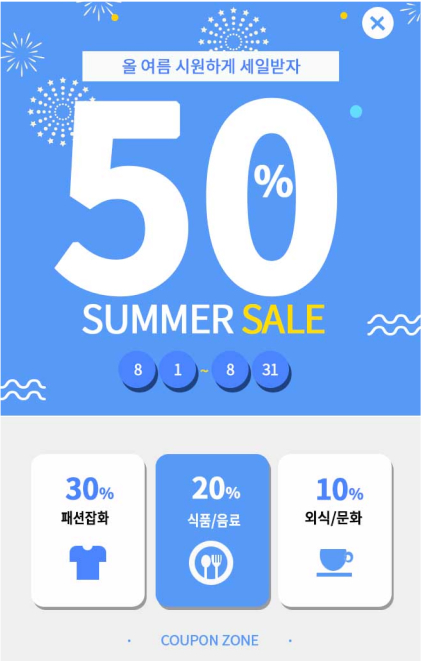 올 여름 시원하게 세일받자
50%
SUMMER SALE
8 1 ~ 8 31
30% 20% 10%
패션잡화 식품/음료 외식/문화
· COUPON ZONE ·